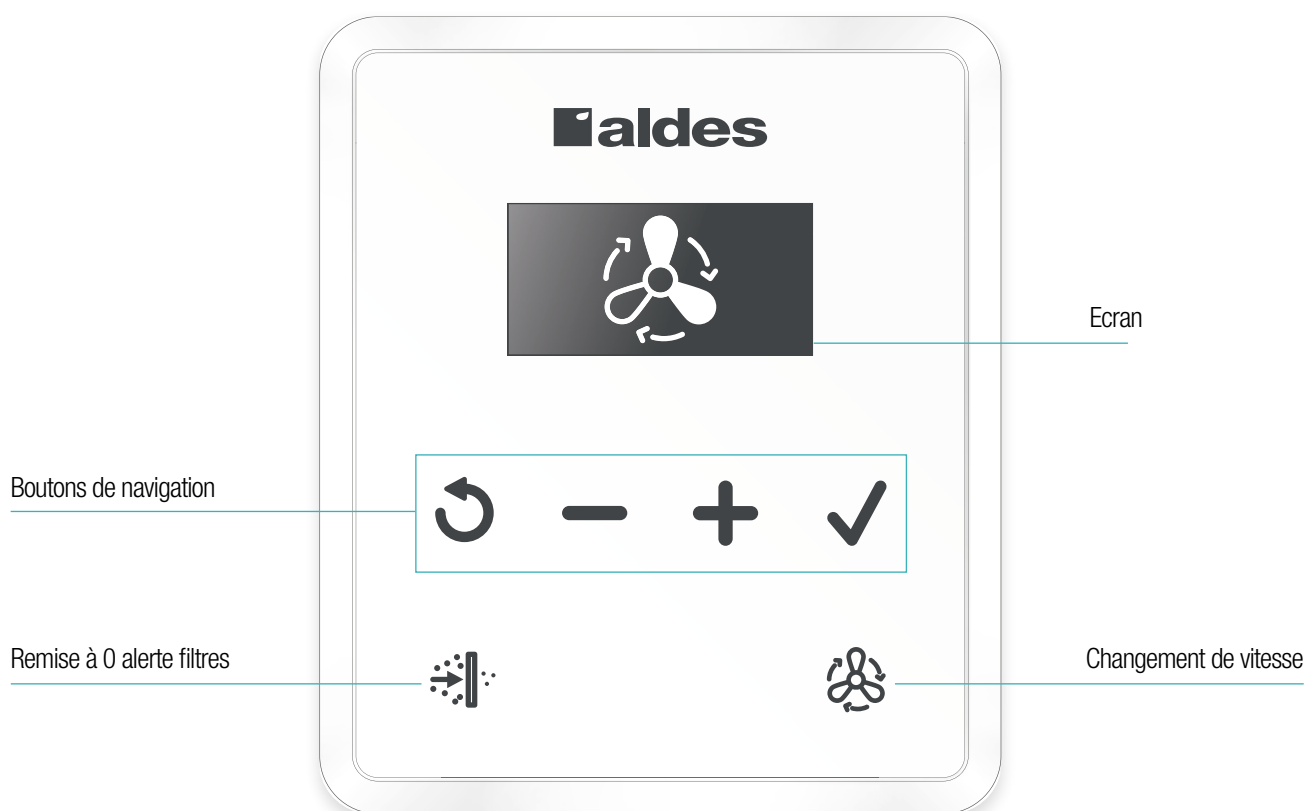 aldes
Ecran
Boutons de navigation
Remise à 0 alerte filtres
Changement de vitesse